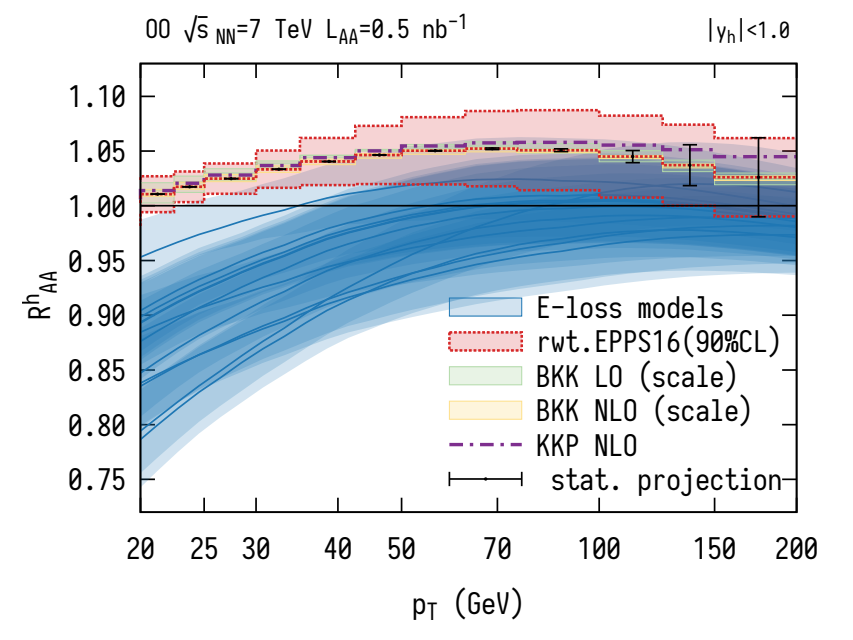 OO √s NN=7 TeV LAA=0.5 nb⁻¹ |yh|<1.0
1.10
1.05
1.00
0.95
0.90
0.85
0.80
0.75
RhAA
E-loss models
rwt.EPPS16(90%CL)
BKK LO (scale)
BKK NLO (scale)
KKP NLO
stat. projection
20 25 30 40 50 70 100 150 200
pT (GeV)